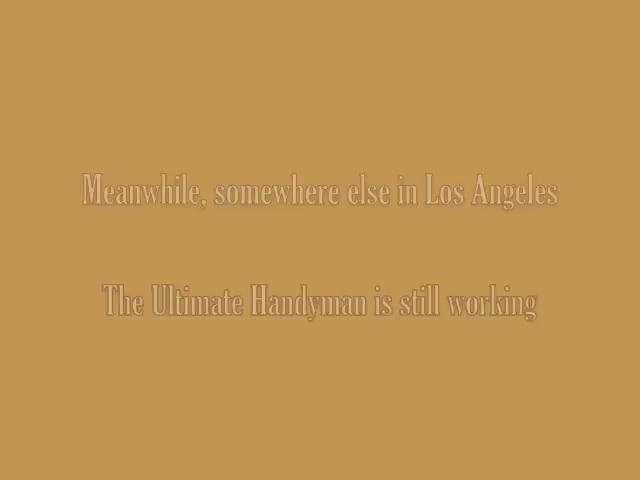 Meanwhile, somewhere else in Los Angeles
The Ultimate Handyman is still working